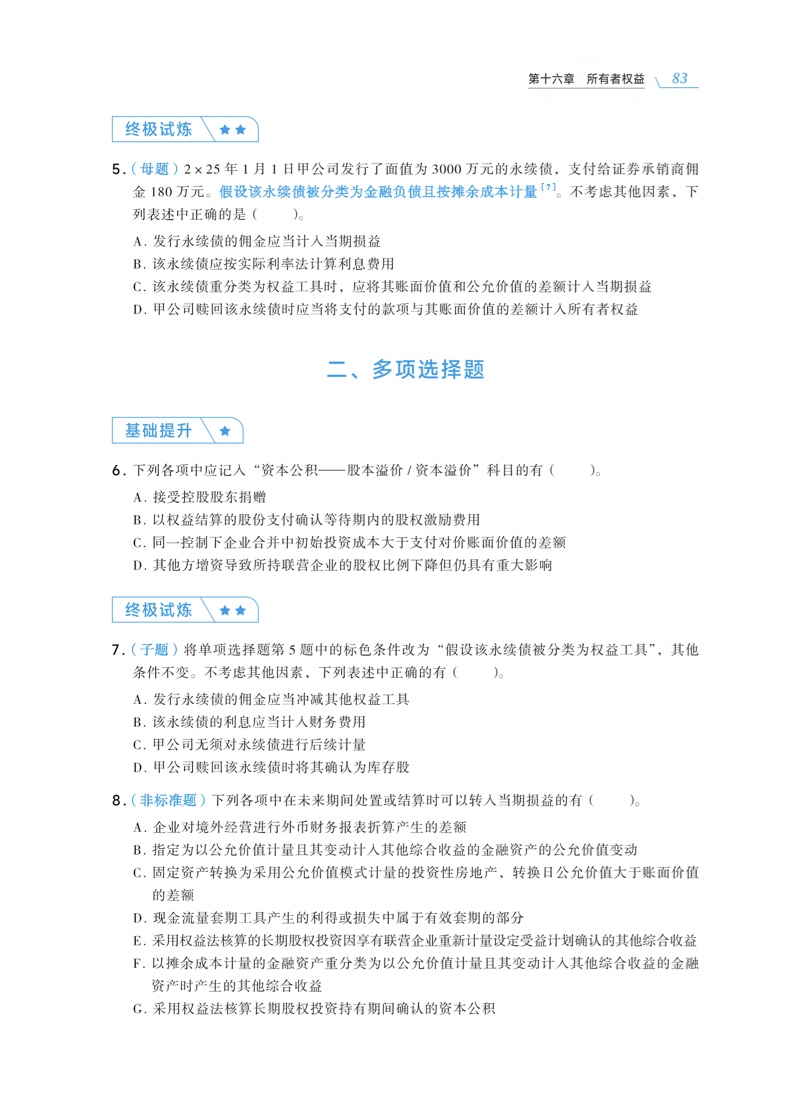 第十六章 所有者权益 83
终极试炼 ★★
5.（母题）2×25 年 1 月 1 日甲公司发行了面值为 3000 万元的永续债，支付给证券承销商佣
金 180 万元。假设该永续债被分类为金融负债且按摊余成本计量[7]。不考虑其他因素，下
列表述中正确的是（　　）。
A. 发行永续债的佣金应当计入当期损益
B. 该永续债应按实际利率法计算利息费用
C. 该永续债重分类为权益工具时，应将其账面价值和公允价值的差额计入当期损益
D. 甲公司赎回该永续债时应当将支付的款项与其账面价值的差额计入所有者权益
二、多项选择题
基础提升 ★
6. 下列各项中应记入“资本公积——股本溢价 / 资本溢价”科目的有（　　）。
A. 接受控股股东捐赠
B. 以权益结算的股份支付确认等待期内的股权激励费用
C. 同一控制下企业合并中初始投资成本大于支付对价账面价值的差额
D. 其他方增资导致所持联营企业的股权比例下降但仍具有重大影响
终极试炼 ★★
7.（子题）将单项选择题第 5 题中的标色条件改为“假设该永续债被分类为权益工具”，其他
条件不变。不考虑其他因素，下列表述中正确的有（　　）。
A. 发行永续债的佣金应当冲减其他权益工具
B. 该永续债的利息应当计入财务费用
C. 甲公司无须对永续债进行后续计量
D. 甲公司赎回该永续债时将其确认为库存股
8.（非标准题）下列各项中在未来期间处置或结算时可以转入当期损益的有（　　）。
A. 企业对境外经营进行外币财务报表折算产生的差额
B. 指定为以公允价值计量且其变动计入其他综合收益的金融资产的公允价值变动
C. 固定资产转换为采用公允价值模式计量的投资性房地产，转换日公允价值大于账面价值
的差额
D. 现金流量套期工具产生的利得或损失中属于有效套期的部分
E. 采用权益法核算的长期股权投资因享有联营企业重新计量设定受益计划确认的其他综合收益
F. 以摊余成本计量的金融资产重分类为以公允价值计量且其变动计入其他综合收益的金融
资产时产生的其他综合收益
G. 采用权益法核算长期股权投资持有期间确认的资本公积